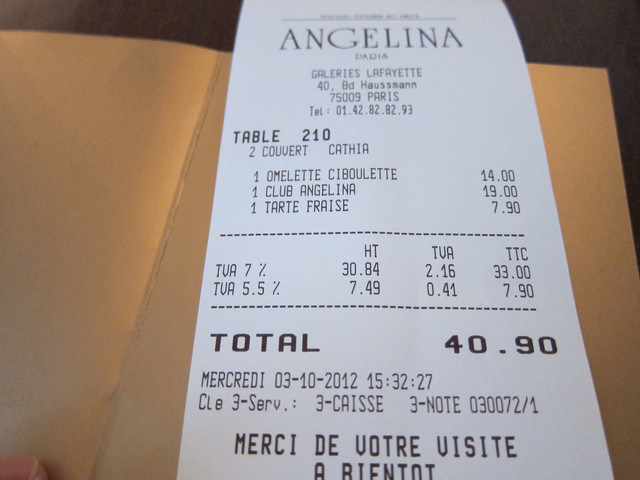 ANGELINA
PARIS
GALERIES LAFAYETTE
40, Bd Haussmann
75009 PARIS
Tel: 01.42.82.82.93
TABLE 210
2 COUVERT CATHIA
1 OMELETTE CIBOULETTE 14.00
1 CLUB ANGELINA 19.00
1 TARTE FRAISE 7.90
HT TVA TTC
TVA 7 % 30.84 2.16 33.00
TVA 5.5 % 7.49 0.41 7.90
TOTAL 40.90
MERCREDI 03-10-2012 15:32:27
Cle 3-Serv.: 3-CAISSE 3-NOTE 030072/1
MERCI DE VOTRE VISITE
A BIENTOT